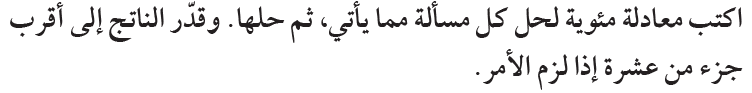 اكتب معادلة مئوية لحل كل مسألة مما يأتي، ثم حلها. وقدّر الناتج إلى أقرب
جزء من عشرة إذا لزم الأمر.